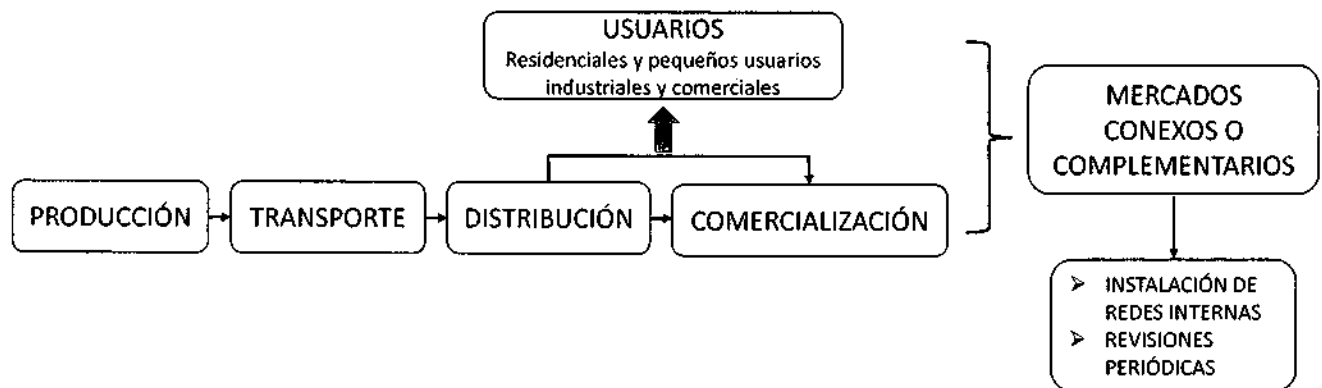 USUARIOS
Residenciales y pequeños usuarios
industriales y comerciales
MERCADOS
CONEXOS O
COMPLEMENTARIOS
PRODUCCIÓN
TRANSPORTE
DISTRIBUCIÓN
COMERCIALIZACIÓN
➢ INSTALACIÓN DE
REDES INTERNAS
➢ REVISIONES
PERIÓDICAS